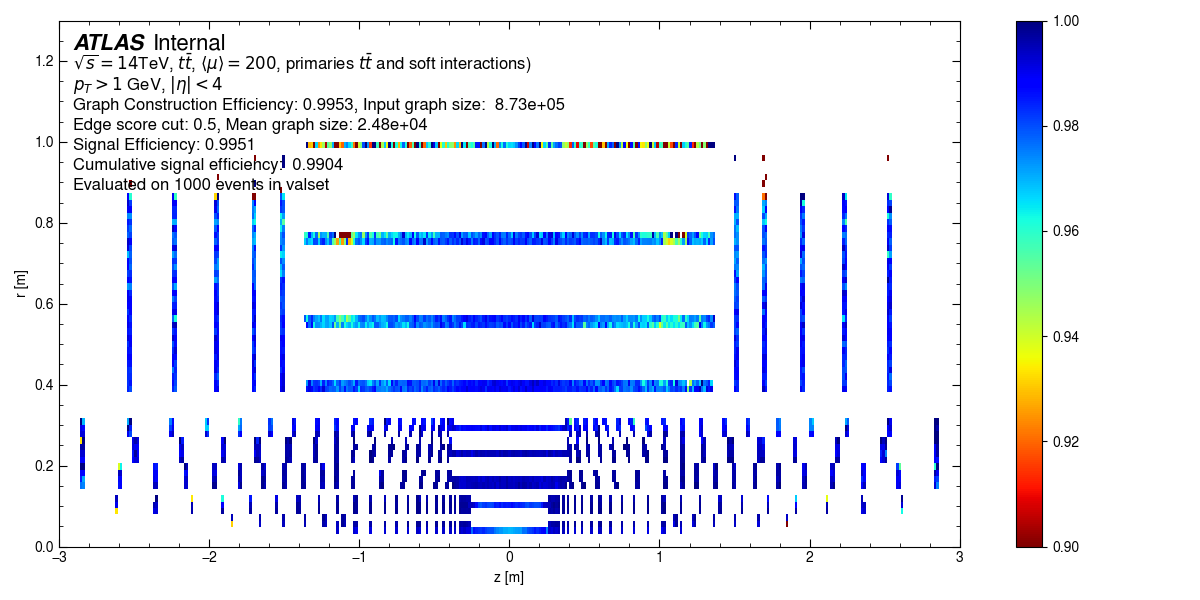 ATLAS Internal
√s = 14TeV, tt̄, ⟨μ⟩ = 200, primaries tt̄ and soft interactions)
pT > 1 GeV, |η| < 4
Graph Construction Efficiency: 0.9953, Input graph size:  8.73e+05
Edge score cut: 0.5, Mean graph size: 2.48e+04
Signal Efficiency: 0.9951
Cumulative signal efficiency:  0.9904
Evaluated on 1000 events in valset
r [m]
1.2
1.0
0.8
0.6
0.4
0.2
0.0
−3 −2 −1 0 1 2 3
z [m]
1.00
0.98
0.96
0.94
0.92
0.90